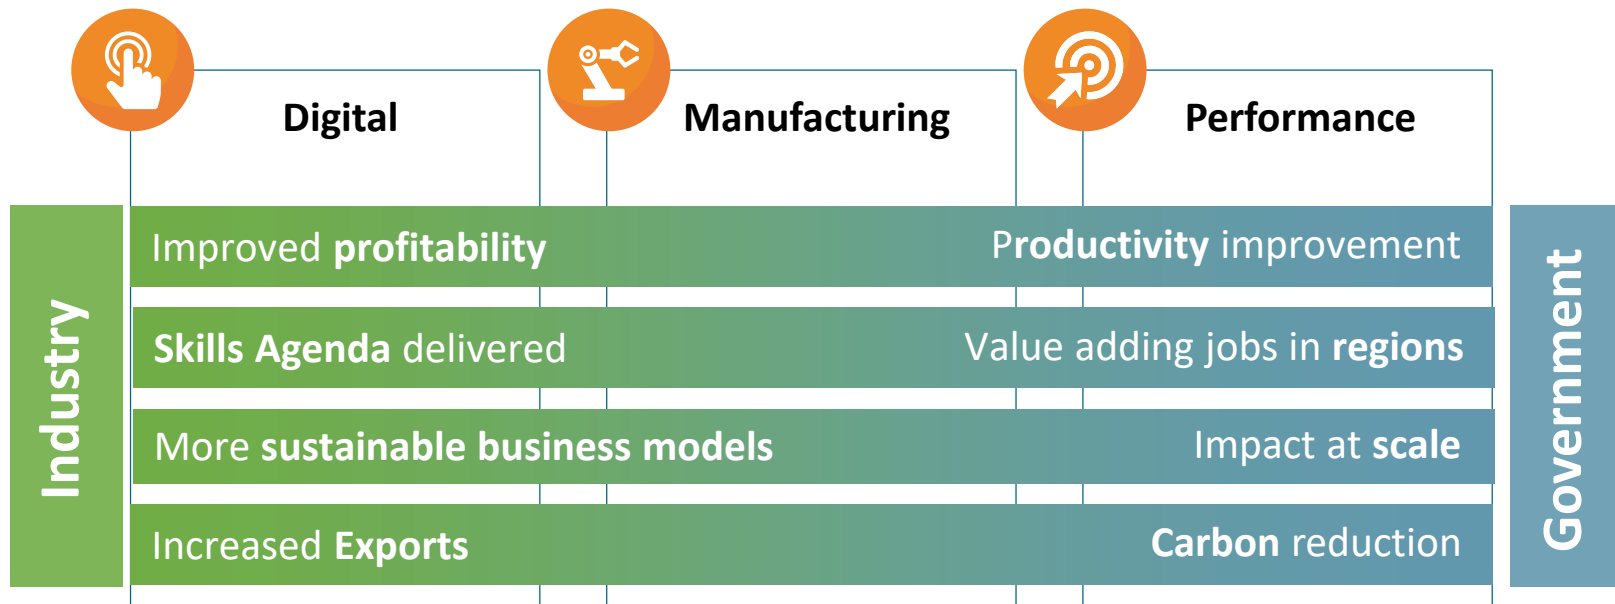 Digital
Manufacturing
Performance
Industry
Improved profitability
Productivity improvement
Skills Agenda delivered
Value adding jobs in regions
More sustainable business models
Impact at scale
Increased Exports
Carbon reduction
Government